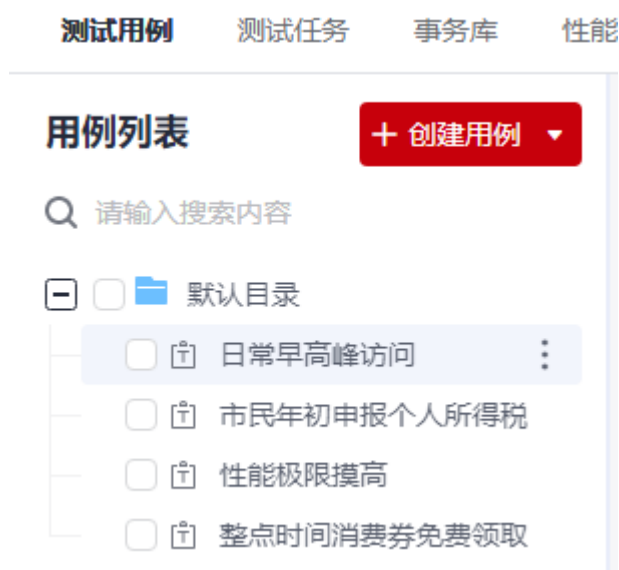 测试用例 测试任务 事务库 性能
用例列表 + 创建用例
请输入搜索内容
默认目录
日常早高峰访问
市民年初申报个人所得税
性能极限摸高
整点时间消费券免费领取